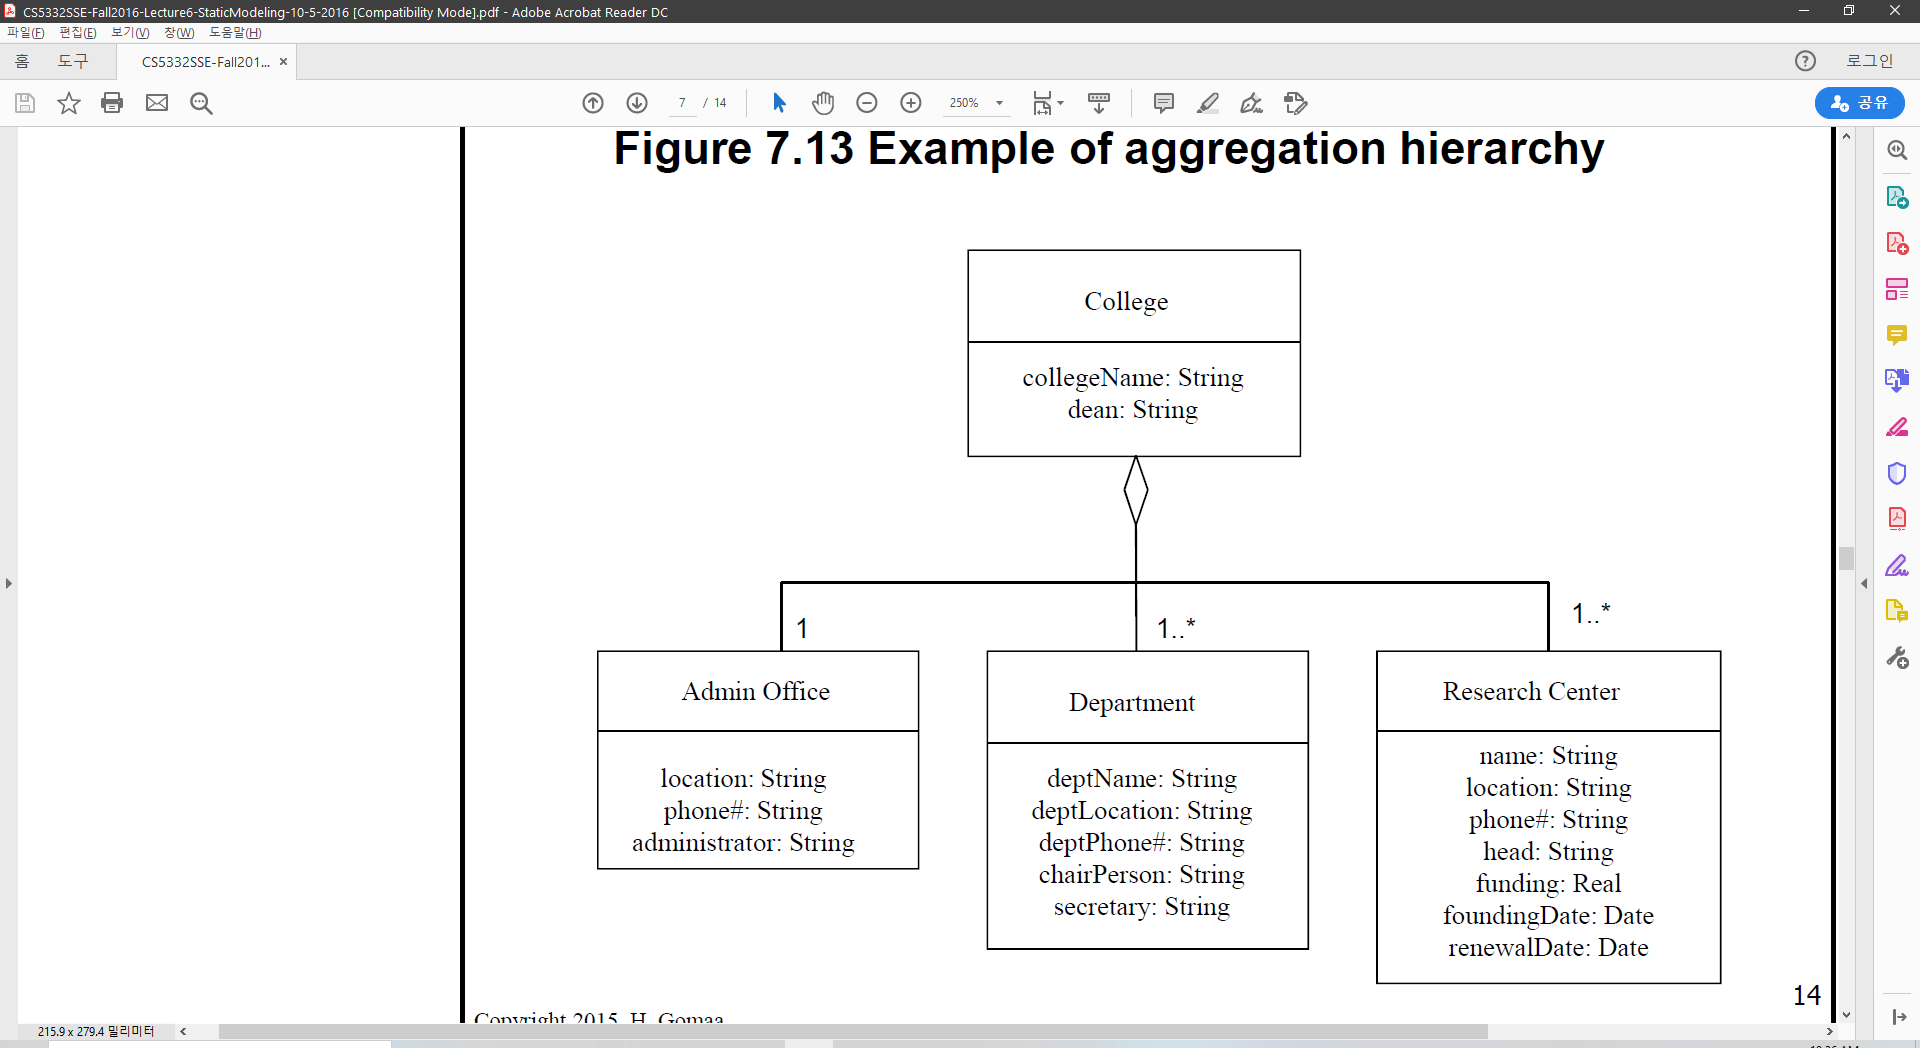 CS5332SSE-Fall2016-Lecture6-StaticModeling-10-5-2016 [Compatibility Mode].pdf - Adobe Acrobat Reader DC
파일(F) 편집(E) 보기(V) 창(W) 도움말(H)
홈 도구 CS5332SSE-Fall201... × 로그인
7 / 14 250% 공유
Figure 7.13 Example of aggregation hierarchy
College
collegeName: String
dean: String
1 1..* 1..*
Admin Office
location: String
phone#: String
administrator: String
Department
deptName: String
deptLocation: String
deptPhone#: String
chairPerson: String
secretary: String
Research Center
name: String
location: String
phone#: String
head: String
funding: Real
foundingDate: Date
renewalDate: Date
14
Copyright 2015 H. Gomaa
215.9 x 279.4 밀리미터